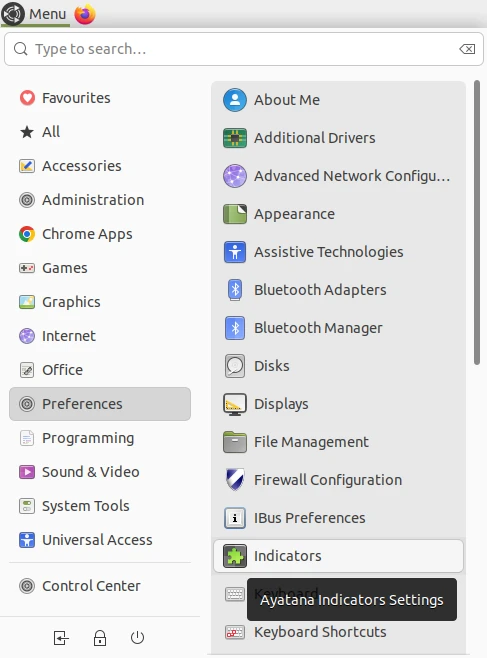 Menu
Type to search...
Favourites
All
Accessories
Administration
Chrome Apps
Games
Graphics
Internet
Office
Preferences
Programming
Sound & Video
System Tools
Universal Access
Control Center
About Me
Additional Drivers
Advanced Network Configu...
Appearance
Assistive Technologies
Bluetooth Adapters
Bluetooth Manager
Disks
Displays
File Management
Firewall Configuration
IBus Preferences
Indicators
Keyboard
Ayatana Indicators Settings
Keyboard Shortcuts